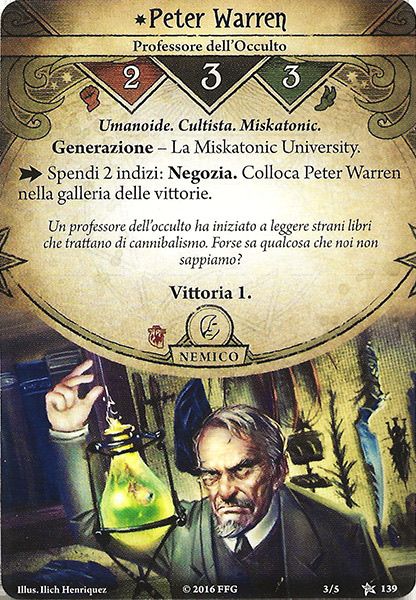 Peter Warren
Professore dell'Occulto
2 3 3
Umanoide. Cultista. Miskatonic.
Generazione – La Miskatonic University.
Spendi 2 indizi: Negozia. Colloca Peter Warren
nella galleria delle vittorie.
Un professore dell'occulto ha iniziato a leggere strani libri
che trattano di cannibalismo. Forse sa qualcosa che noi non
sappiamo?
Vittoria 1.
NEMICO
Illus. Ilich Henriquez © 2016 FFG 3/5 139